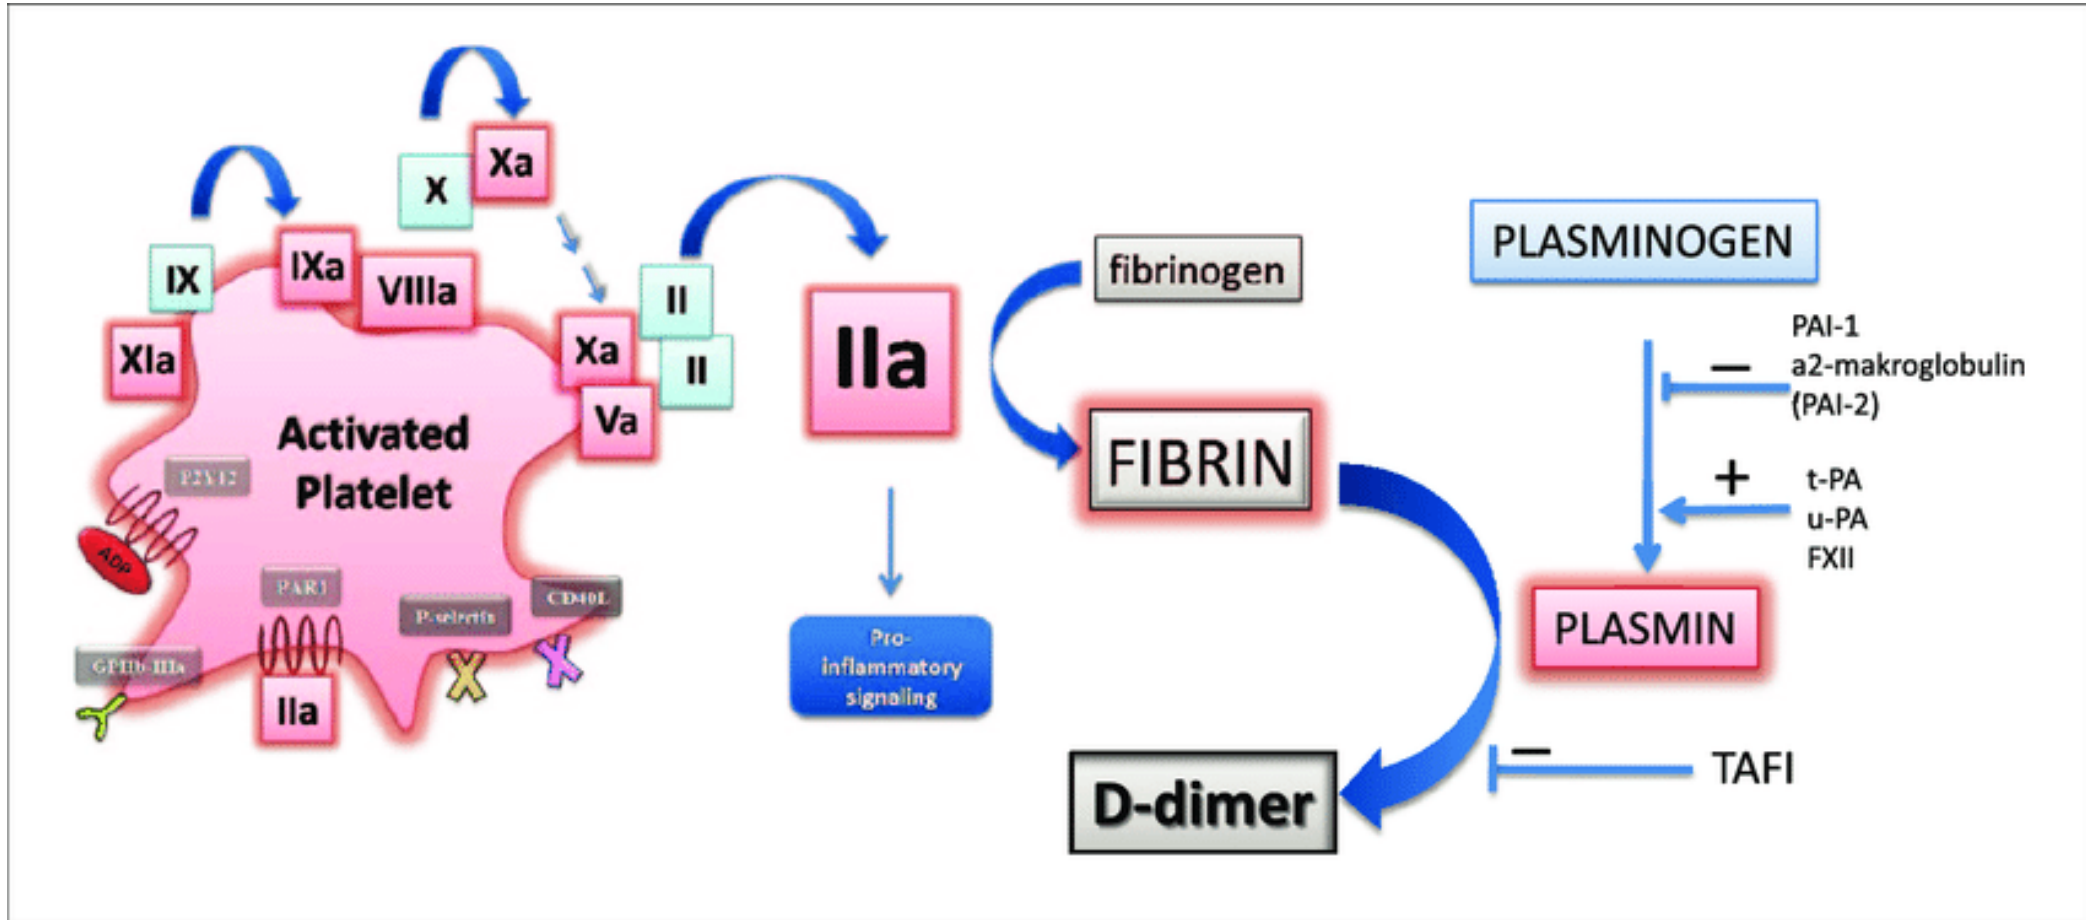 X
Xa
IX
IXa
VIIIa
XIa
Xa
Va
II
II
IIa
Activated
Platelet
P2Y12
ADP
PAR1
P-selectin
CD40L
GPIIb-IIIa
IIa
Pro-
inflammatory
signaling
fibrinogen
FIBRIN
D-dimer
PLASMINOGEN
PAI-1
a2-makroglobulin
(PAI-2)
−
+
t-PA
u-PA
FXII
PLASMIN
−
TAFI